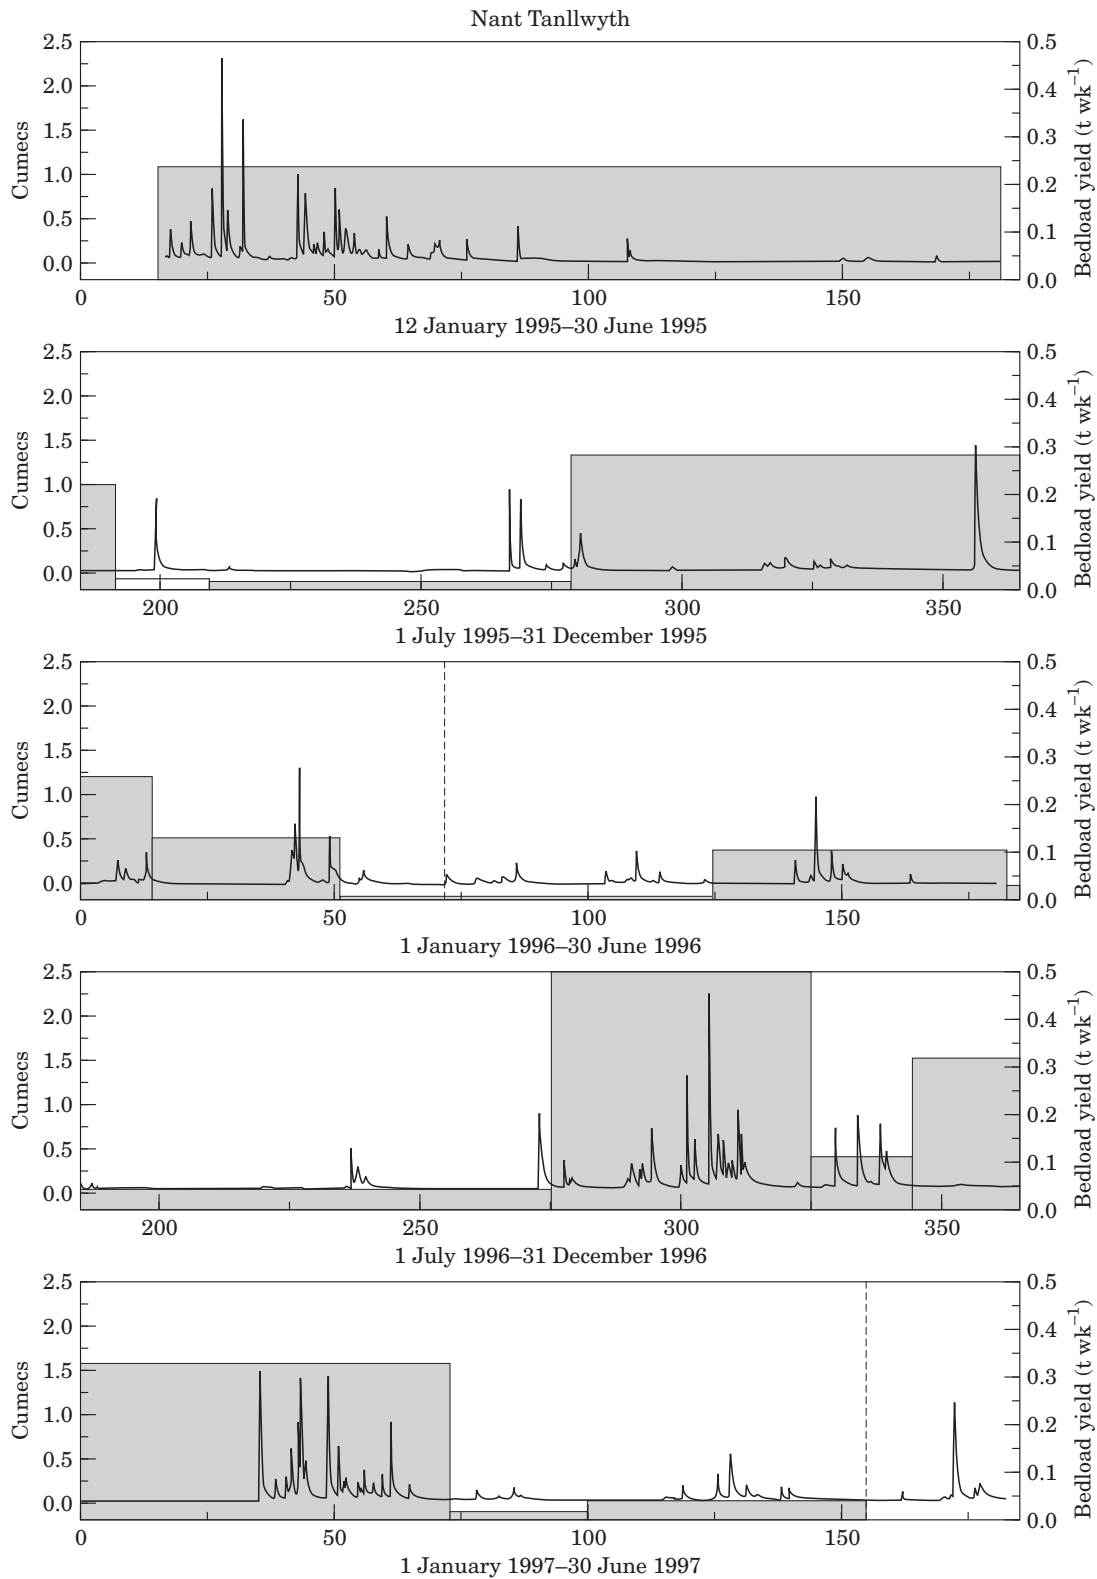 Nant Tanllwyth
2.5 0.5
2.0 0.4
1.5 0.3
1.0 0.2
0.5 0.1
0.0 0.0
Cumecs
Bedload yield (t wk⁻¹)
0 50 100 150
12 January 1995–30 June 1995
2.5 0.5
2.0 0.4
1.5 0.3
1.0 0.2
0.5 0.1
0.0 0.0
Cumecs
Bedload yield (t wk⁻¹)
200 250 300 350
1 July 1995–31 December 1995
2.5 0.5
2.0 0.4
1.5 0.3
1.0 0.2
0.5 0.1
0.0 0.0
Cumecs
Bedload yield (t wk⁻¹)
0 50 100 150
1 January 1996–30 June 1996
2.5 0.5
2.0 0.4
1.5 0.3
1.0 0.2
0.5 0.1
0.0 0.0
Cumecs
Bedload yield (t wk⁻¹)
200 250 300 350
1 July 1996–31 December 1996
2.5 0.5
2.0 0.4
1.5 0.3
1.0 0.2
0.5 0.1
0.0 0.0
Cumecs
Bedload yield (t wk⁻¹)
0 50 100 150
1 January 1997–30 June 1997